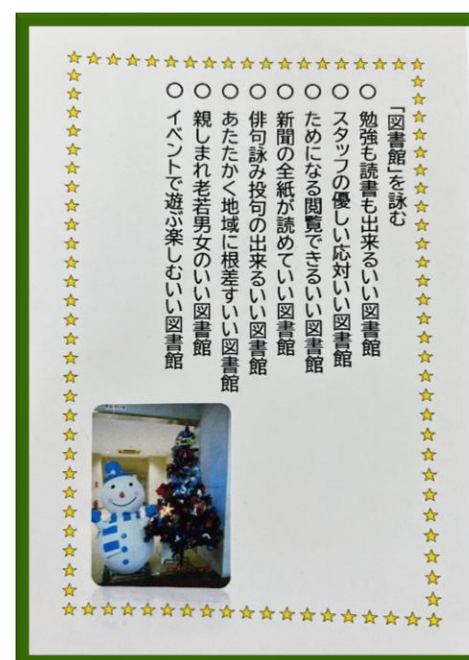 「図書館」を詠む
○ 勉強も読書も出来るいい図書館
○ スタッフの優しい応対いい図書館
○ ためになる閲覧できるいい図書館
○ 新聞の全紙が読めていい図書館
○ 俳句詠み投句の出来るいい図書館
○ あたたかく地域に根差すいい図書館
○ 親しまれ老若男女のいい図書館
○ イベントで遊ぶ楽しむいい図書館